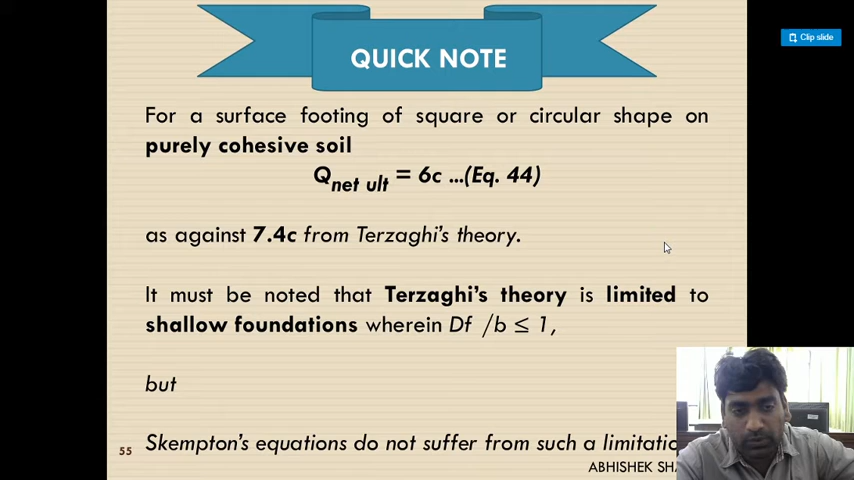 Clip slide
QUICK NOTE
For a surface footing of square or circular shape on
purely cohesive soil
Qnet ult = 6c ...(Eq. 44)
as against 7.4c from Terzaghi's theory.
It must be noted that Terzaghi's theory is limited to
shallow foundations wherein Df /b ≤ 1,
but
Skempton's equations do not suffer from such a
55
ABHISHEK